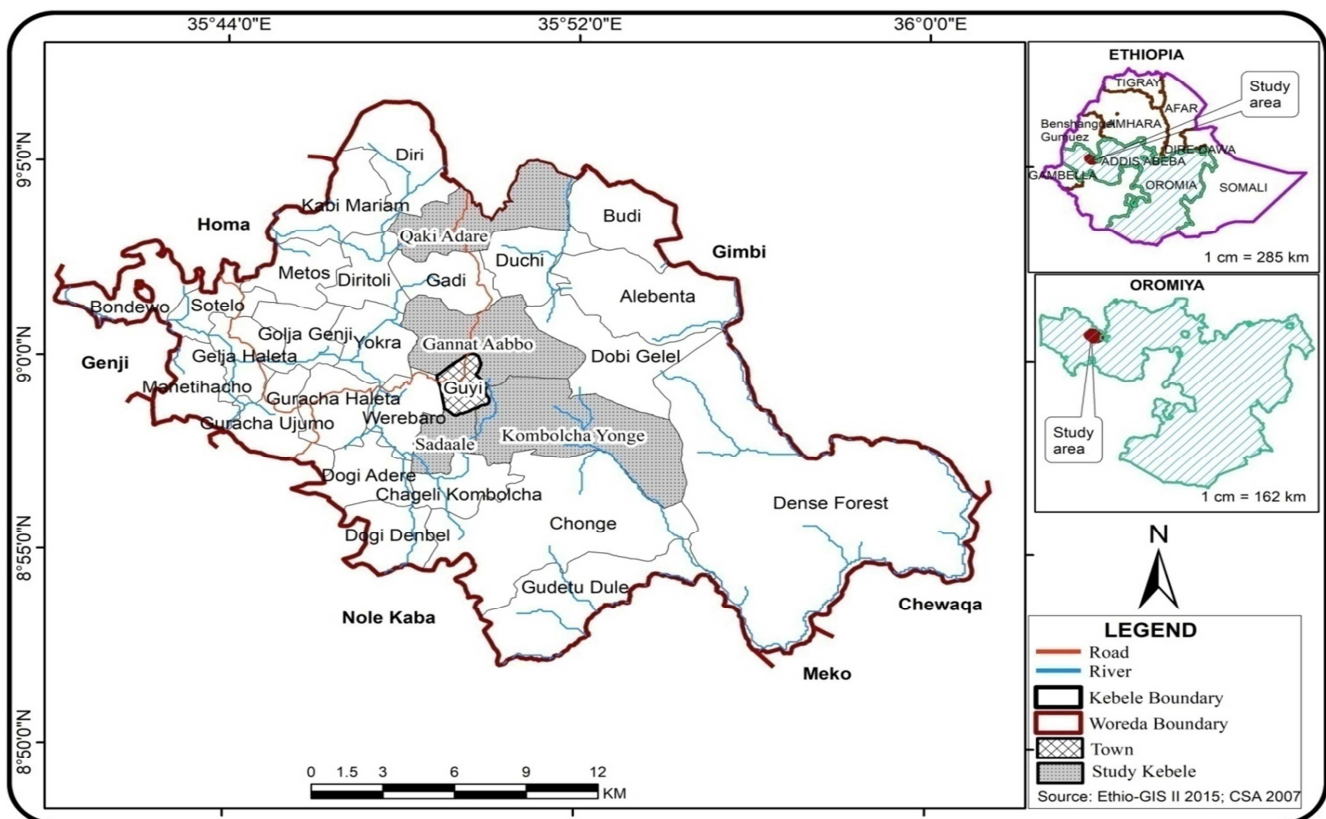 35°44'0"E
35°52'0"E
36°0'0"E
9°5'0"N
9°0'0"N
8°55'0"N
8°50'0"N
Diri
Kabi Mariam
Homa
Qaki Adare
Budi
Duchi
Gimbi
Metos
Diritoli
Gadi
Alebenta
Bondewo
Sotelo
Golja Genji
Yokra
Gannat Aabbo
Dobi Gelel
Genji
Gelja Haleta
Manetihacho
Guyi
Guracha Haleta
Guracha Ujumo
Werebaro
Sadaale
Kombolcha Yonge
Dogi Adere
Chageli Kombolcha
Dense Forest
Chonge
Dogi Denbel
Gudetu Dule
Nole Kaba
Chewaqa
Meko
0 1.5 3 6 9 12
KM
ETHIOPIA
Study
area
TIGRAY
AFAR
AMHARA
Benshangul
Gumuez
DIRE DAWA
ADDIS ABEBA
GAMBELLA
OROMIA
SOMALI
1 cm = 285 km
OROMIYA
Study
area
1 cm = 162 km
N
LEGEND
Road
River
Kebele Boundary
Woreda Boundary
Town
Study Kebele
Source: Ethio-GIS II 2015; CSA 2007